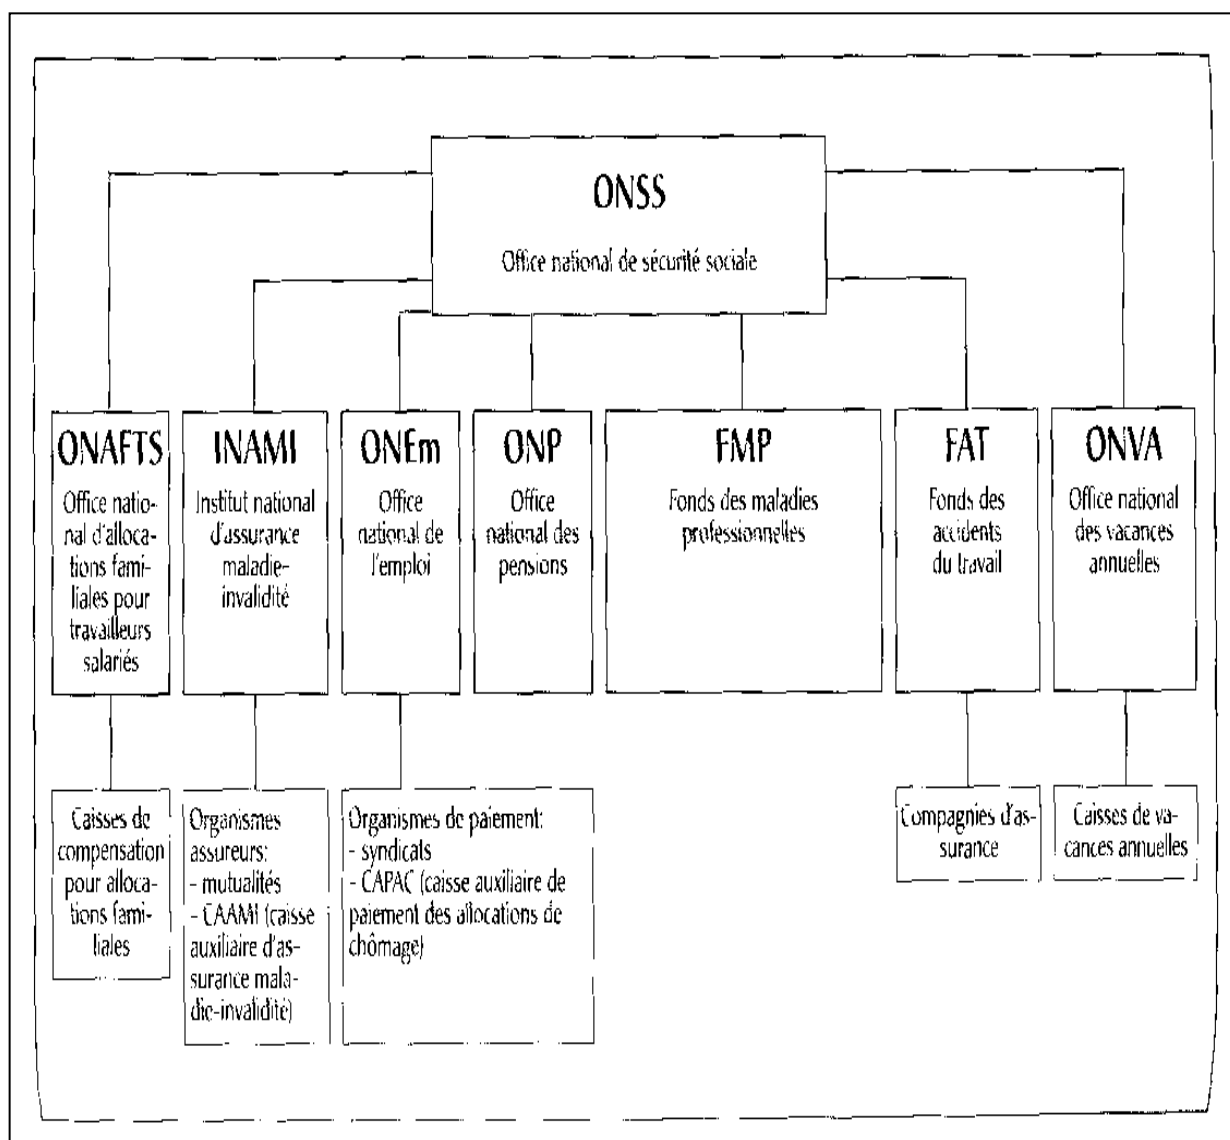 ONSS
Office national de sécurité sociale
ONAFTS
Office natio-
nal d'alloca-
tions fami-
liales pour
travailleurs
salariés
INAMI
Institut national
d'assurance
maladie-
invalidité
ONEm
Office
national de
l'emploi
ONP
Office
national des
pensions
FMP
Fonds des maladies
professionnelles
FAT
Fonds des
accidents
du travail
ONVA
Office national
des vacances
annuelles
Caisses de
compensation
pour alloca-
tions fami-
liales
Organismes
assureurs:
- mutualités
- CAAMI (caisse
auxiliaire d'as-
surance mala-
die-invalidité)
Organismes de paiement:
- syndicats
- CAPAC (caisse auxiliaire de
paiement des allocations de
chômage)
Compagnies d'as-
surance
Caisses de va-
cances annuelles